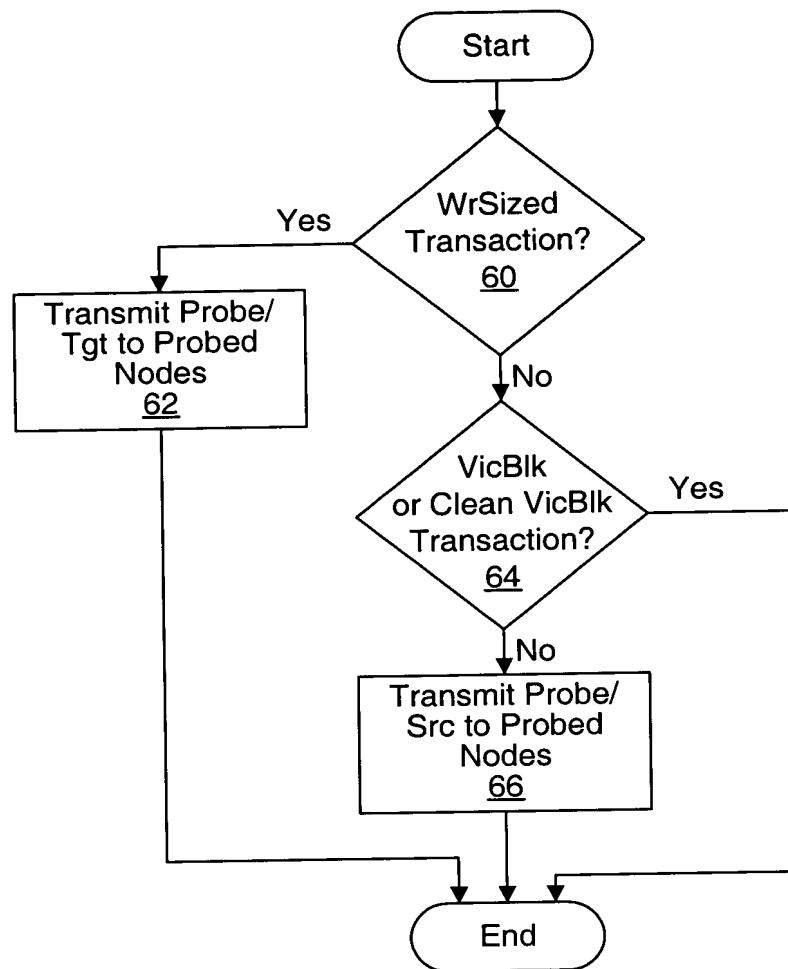 Start
WrSized
Transaction?
60
Yes
No
Transmit Probe/
Tgt to Probed
Nodes
62
VicBlk
or Clean VicBlk
Transaction?
64
Yes
No
Transmit Probe/
Src to Probed
Nodes
66
End